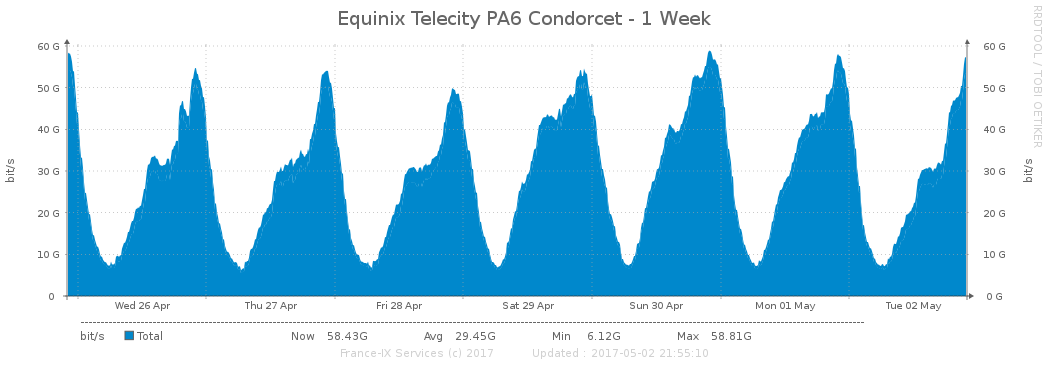 Equinix Telecity PA6 Condorcet - 1 Week
RRDTOOL / TOBI OETIKER
60 G 60 G
50 G 50 G
40 G 40 G
30 G 30 G
20 G 20 G
10 G 10 G
0 0 G
bit/s
bit/s
Wed 26 Apr Thu 27 Apr Fri 28 Apr Sat 29 Apr Sun 30 Apr Mon 01 May Tue 02 May
bit/s Total Now 58.43G Avg 29.45G Min 6.12G Max 58.81G
France-IX Services (c) 2017 Updated : 2017-05-02 21:55:10